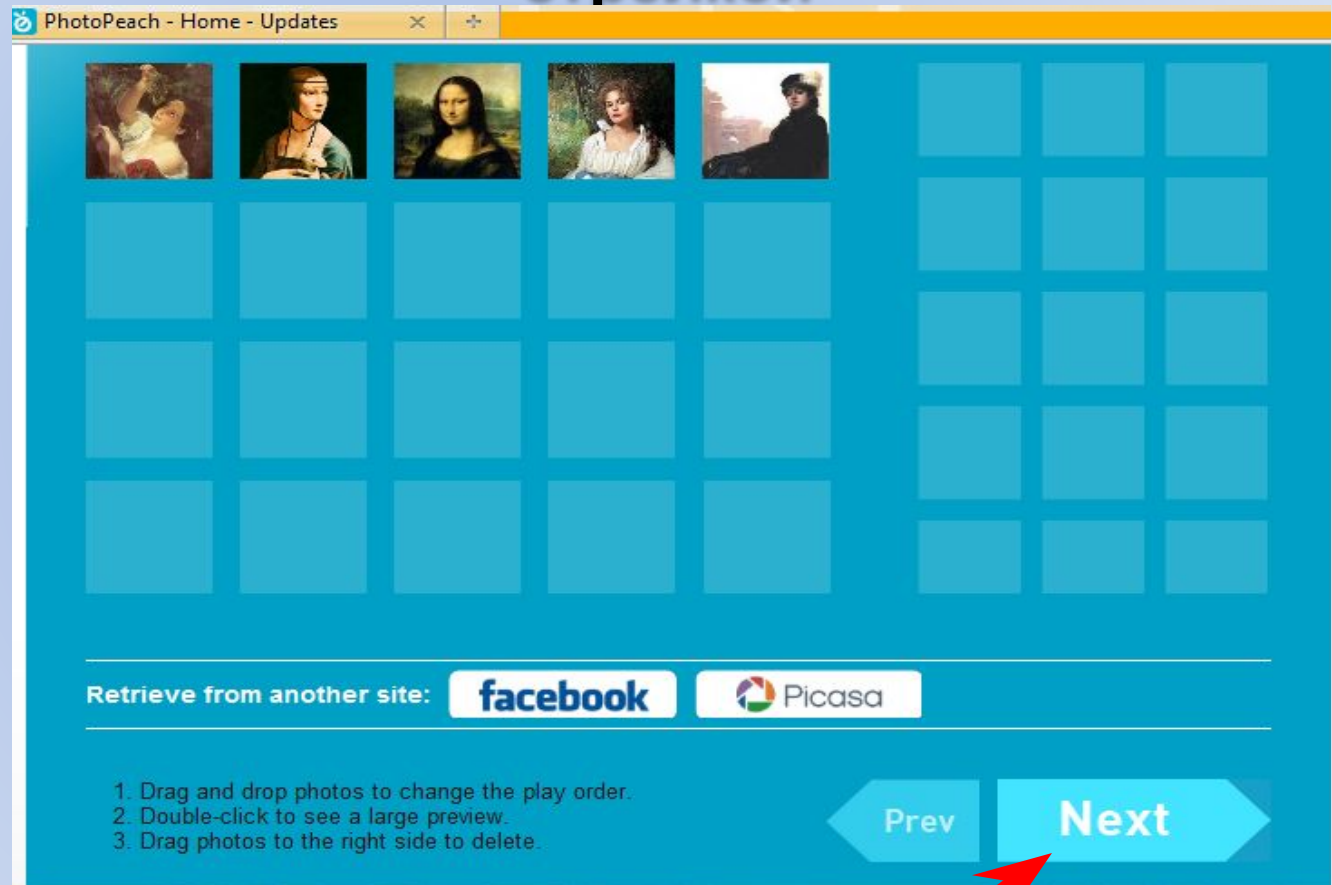 PhotoPeach - Home - Updates
Retrieve from another site: facebook Picasa
1. Drag and drop photos to change the play order.
2. Double-click to see a large preview.
3. Drag photos to the right side to delete.
Prev Next